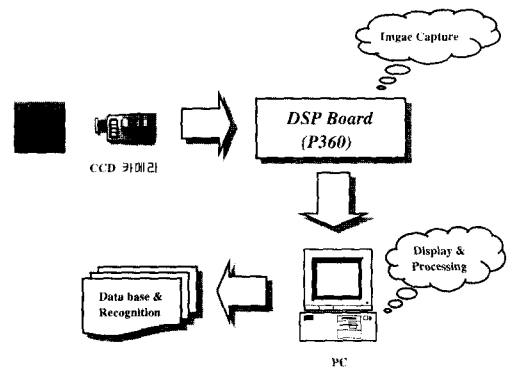 Imgae Capture
DSP Board
(P360)
CCD 카메라
Display &
Processing
Data base &
Recognition
PC